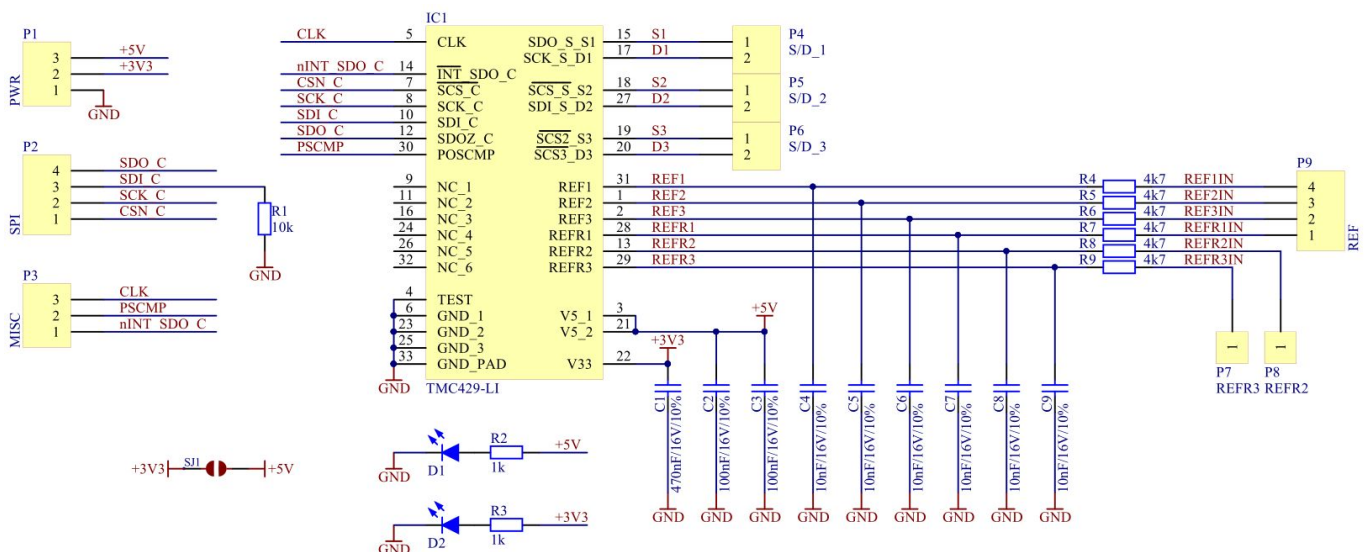 IC1
P1
3
+5V
2
+3V3
1
PWR
GND
P2
4
SDO_C
3
SDI_C
2
SCK_C
1
CSN_C
SPI
R1
10k
GND
P3
3
CLK
2
PSCMP
1
nINT_SDO_C
MISC
CLK 5 CLK
nINT_SDO_C 14 INT_SDO_C
CSN_C 7 SCS_C
SCK_C 8 SCK_C
SDI_C 10 SDI_C
SDO_C 12 SDOZ_C
PSCMP 30 POSCMP
9 NC_1
11 NC_2
16 NC_3
24 NC_4
26 NC_5
32 NC_6
4 TEST
6 GND_1
23 GND_2
25 GND_3
33 GND_PAD
GND
TMC429-LI
SDO_S_S1 15 S1
SCK_S_D1 17 D1
SCS_S_S2 18 S2
SDI_S_D2 27 D2
SCS2_S3 19 S3
SCS3_D3 20 D3
REF1 31 REF1
REF2 1 REF2
REF3 2 REF3
REFR1 28 REFR1
REFR2 13 REFR2
REFR3 29 REFR3
V5_1 3
V5_2 21
V33 22
+5V
+3V3
1 P4
2 S/D_1
1 P5
2 S/D_2
1 P6
2 S/D_3
R4 4k7 REF1IN
R5 4k7 REF2IN
R6 4k7 REF3IN
R7 4k7 REFR1IN
R8 4k7 REFR2IN
R9 4k7 REFR3IN
P9
4
3
2
1
REF
1
P7
REFR3
1
P8
REFR2
C1
470nF/16V/10%
GND
C2
100nF/16V/10%
GND
C3
100nF/16V/10%
GND
C4
10nF/16V/10%
GND
C5
10nF/16V/10%
GND
C6
10nF/16V/10%
GND
C7
10nF/16V/10%
GND
C8
10nF/16V/10%
GND
C9
10nF/16V/10%
GND
+3V3 SJ1 +5V
GND
D1
R2
1k
+5V
GND
D2
R3
1k
+3V3